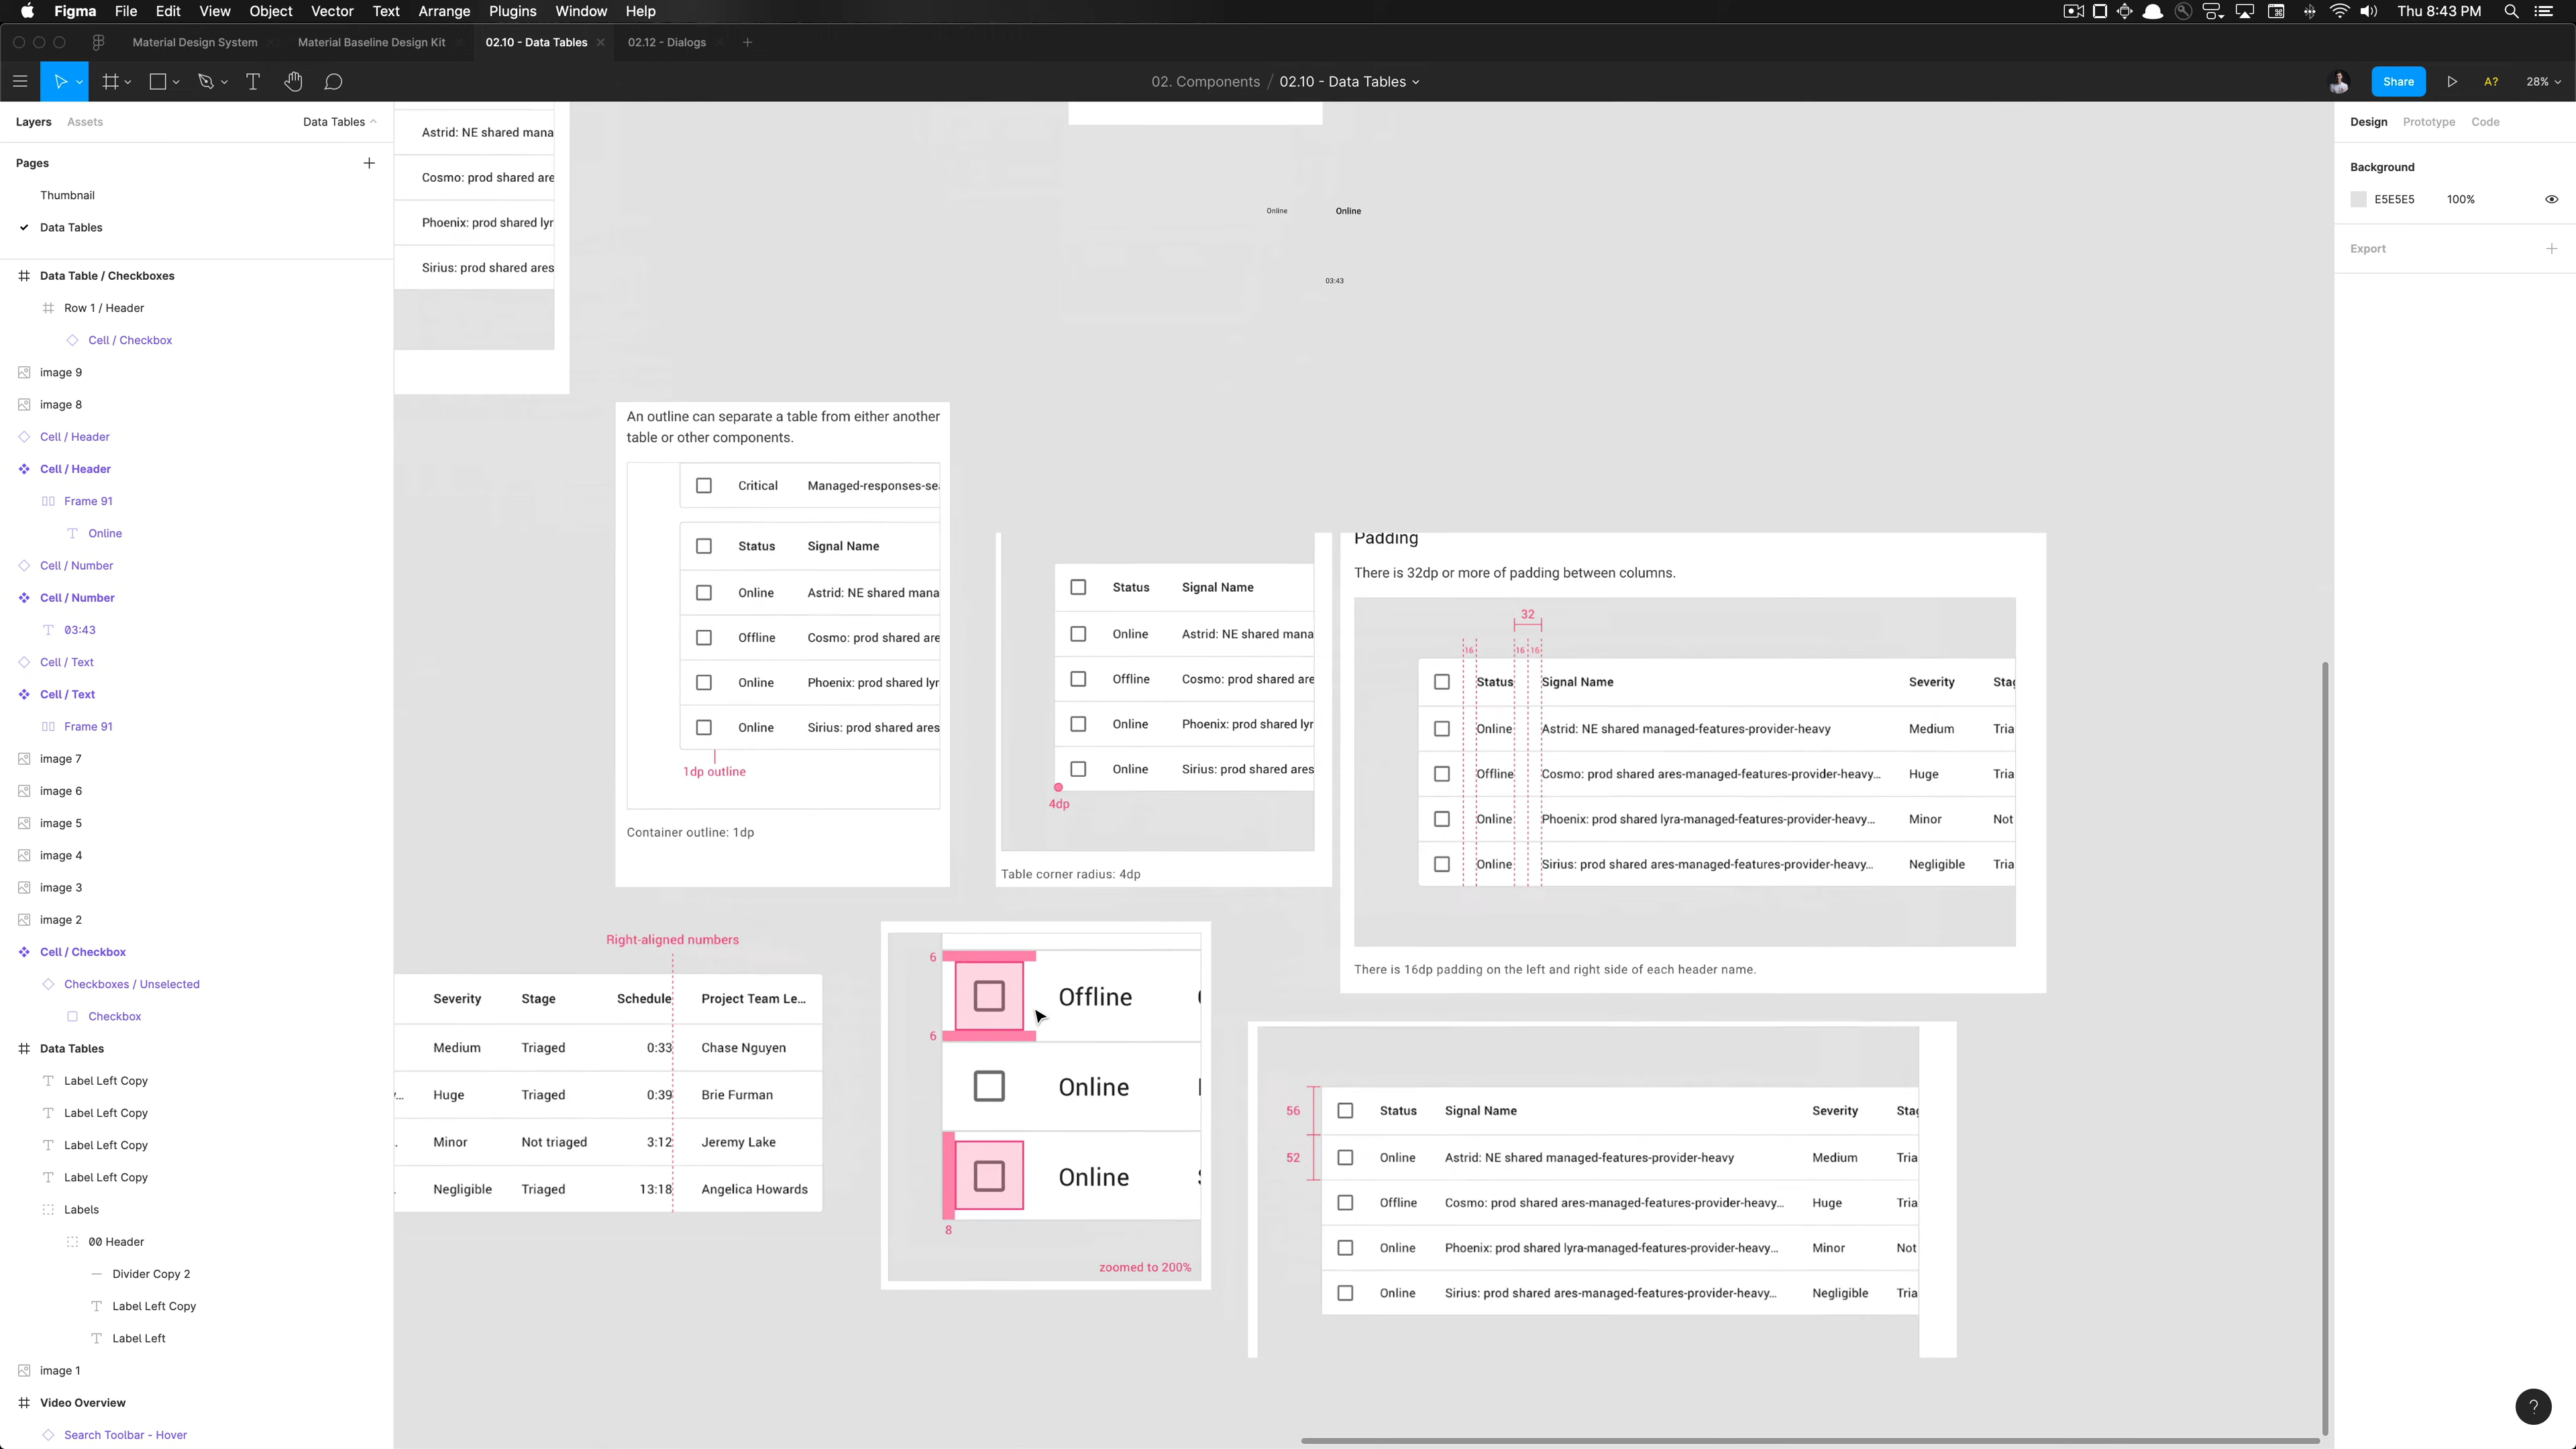 Figma File Edit View Object Vector Text Arrange Plugins Window Help Thu 8:43 PM
Material Design System Material Baseline Design Kit 02.10 - Data Tables 02.12 - Dialogs
02. Components / 02.10 - Data Tables Share A? 28%
Layers Assets Data Tables
Pages
Thumbnail
Data Tables
Data Table / Checkboxes
Row 1 / Header
Cell / Checkbox
image 9
image 8
Cell / Header
Cell / Header
Frame 91
Online
Cell / Number
Cell / Number
03:43
Cell / Text
Cell / Text
Frame 91
image 7
image 6
image 5
image 4
image 3
image 2
Cell / Checkbox
Checkboxes / Unselected
Checkbox
Data Tables
Label Left Copy
Label Left Copy
Label Left Copy
Label Left Copy
Labels
00 Header
Divider Copy 2
Label Left Copy
Label Left
image 1
Video Overview
Search Toolbar - Hover
Astrid: NE shared mana
Cosmo: prod shared are
Phoenix: prod shared lyr
Sirius: prod shared ares
Online Online
03:43
An outline can separate a table from either another
table or other components.
Critical Managed-responses-sea
Status Signal Name
Online Astrid: NE shared mana
Offline Cosmo: prod shared are
Online Phoenix: prod shared lyr
Online Sirius: prod shared ares
1dp outline
Container outline: 1dp
Status Signal Name
Online Astrid: NE shared mana
Offline Cosmo: prod shared are
Online Phoenix: prod shared lyr
Online Sirius: prod shared ares
4dp
Table corner radius: 4dp
Padding
There is 32dp or more of padding between columns.
32
16 16 16
Status Signal Name Severity Stag
Online Astrid: NE shared managed-features-provider-heavy Medium Tria
Offline Cosmo: prod shared ares-managed-features-provider-heavy... Huge Tria
Online Phoenix: prod shared lyra-managed-features-provider-heavy... Minor Not
Online Sirius: prod shared ares-managed-features-provider-heavy... Negligible Tria
There is 16dp padding on the left and right side of each header name.
Right-aligned numbers
Severity Stage Schedule Project Team Le...
Medium Triaged 0:33 Chase Nguyen
y... Huge Triaged 0:39 Brie Furman
. Minor Not triaged 3:12 Jeremy Lake
. Negligible Triaged 13:18 Angelica Howards
6
Offline
6
Online
Online
8
zoomed to 200%
56 Status Signal Name Severity Stag
52 Online Astrid: NE shared managed-features-provider-heavy Medium Tria
Offline Cosmo: prod shared ares-managed-features-provider-heavy... Huge Tria
Online Phoenix: prod shared lyra-managed-features-provider-heavy... Minor Not
Online Sirius: prod shared ares-managed-features-provider-heavy... Negligible Tria
Design Prototype Code
Background
E5E5E5 100%
Export
?